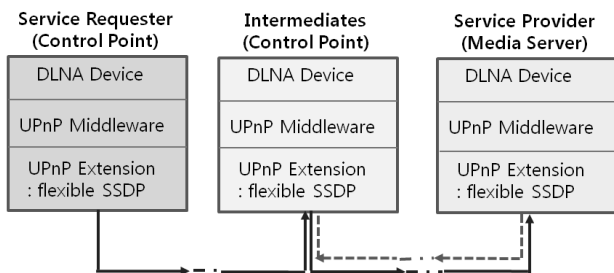 Service Requester
(Control Point)
DLNA Device
UPnP Middleware
UPnP Extension
: flexible SSDP
Intermediates
(Control Point)
DLNA Device
UPnP Middleware
UPnP Extension
: flexible SSDP
Service Provider
(Media Server)
DLNA Device
UPnP Middleware
UPnP Extension
: flexible SSDP